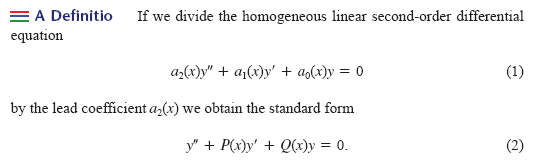 A Definitio If we divide the homogeneous linear second-order differential
equation
a₂(x)y″ + a₁(x)y′ + a₀(x)y = 0 (1)
by the lead coefficient a₂(x) we obtain the standard form
y″ + P(x)y′ + Q(x)y = 0. (2)